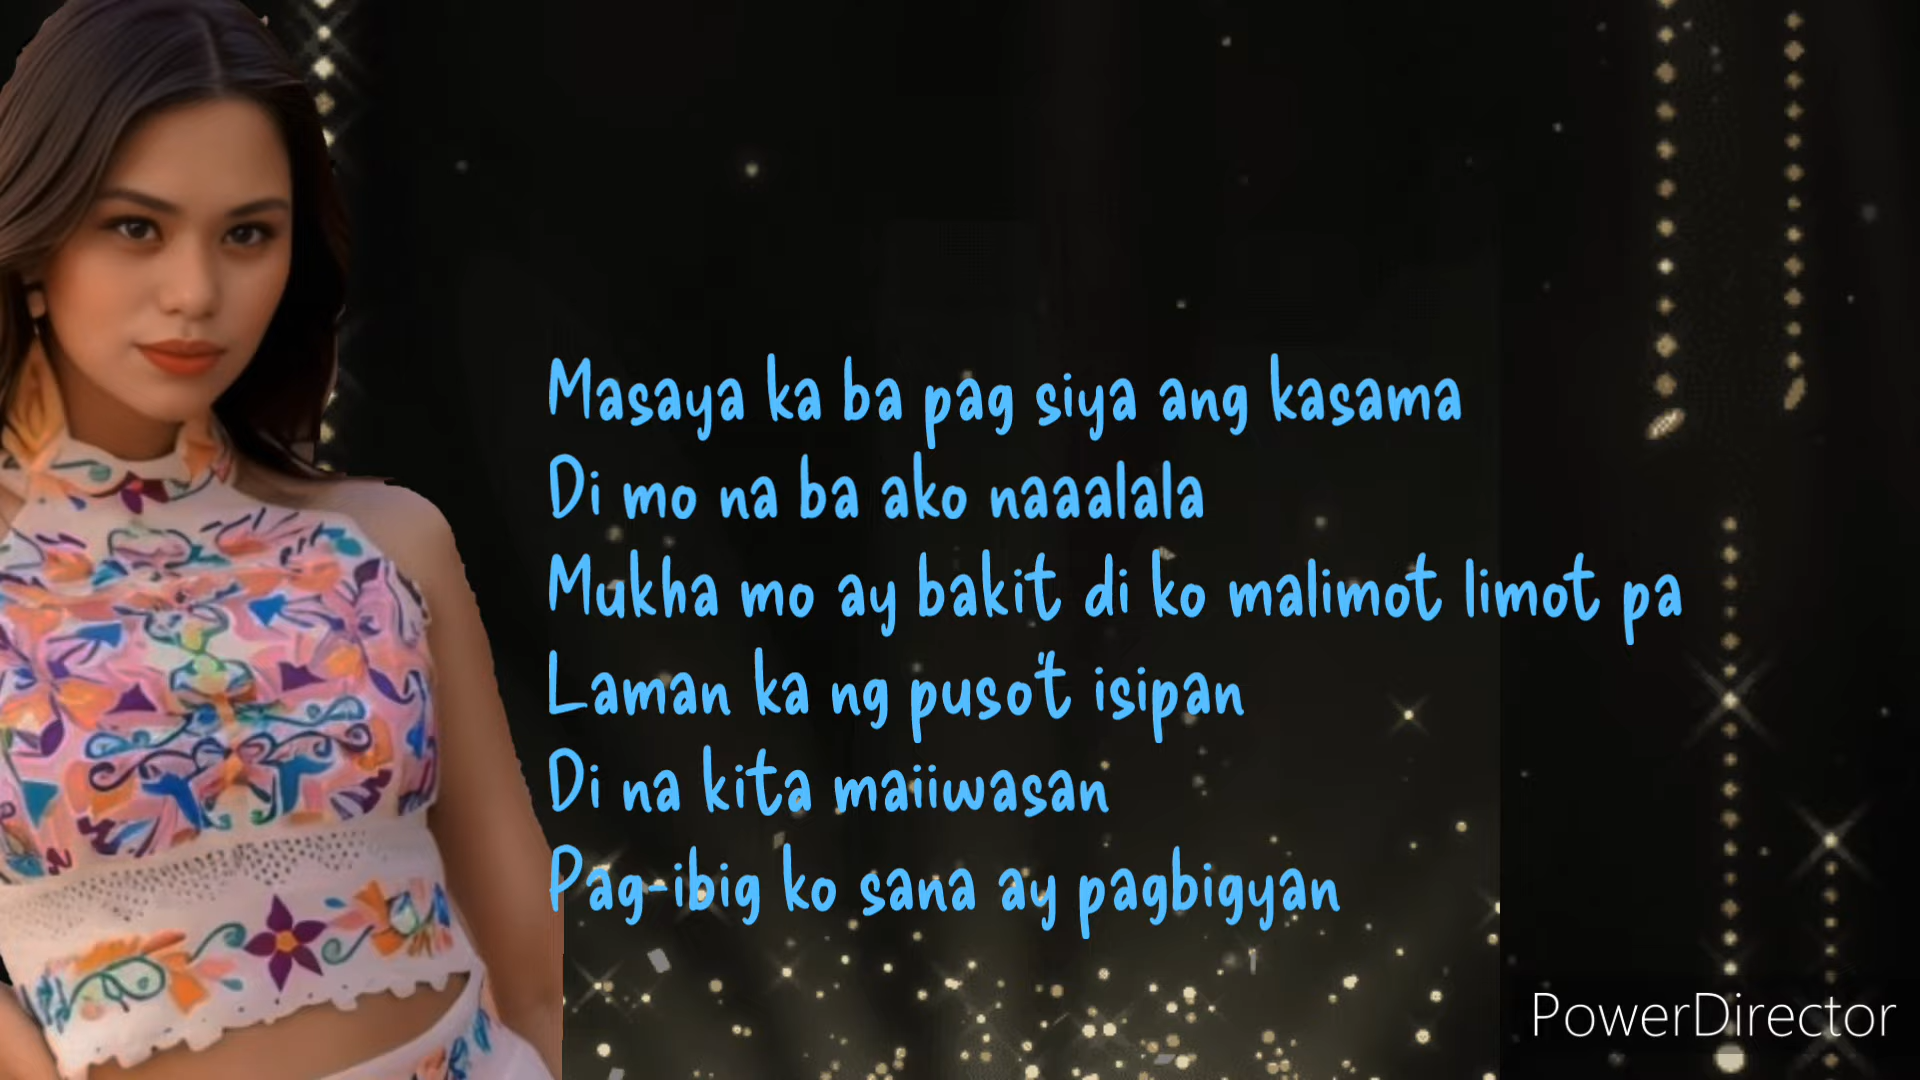 Masaya ka ba pag siya ang kasama
Di mo na ba ako naaalala
Mukha mo ay bakit di ko malimot limot pa
Laman ka ng puso't isipan
Di na kita maiiwasan
Pag-ibig ko sana ay pagbigyan
PowerDirector